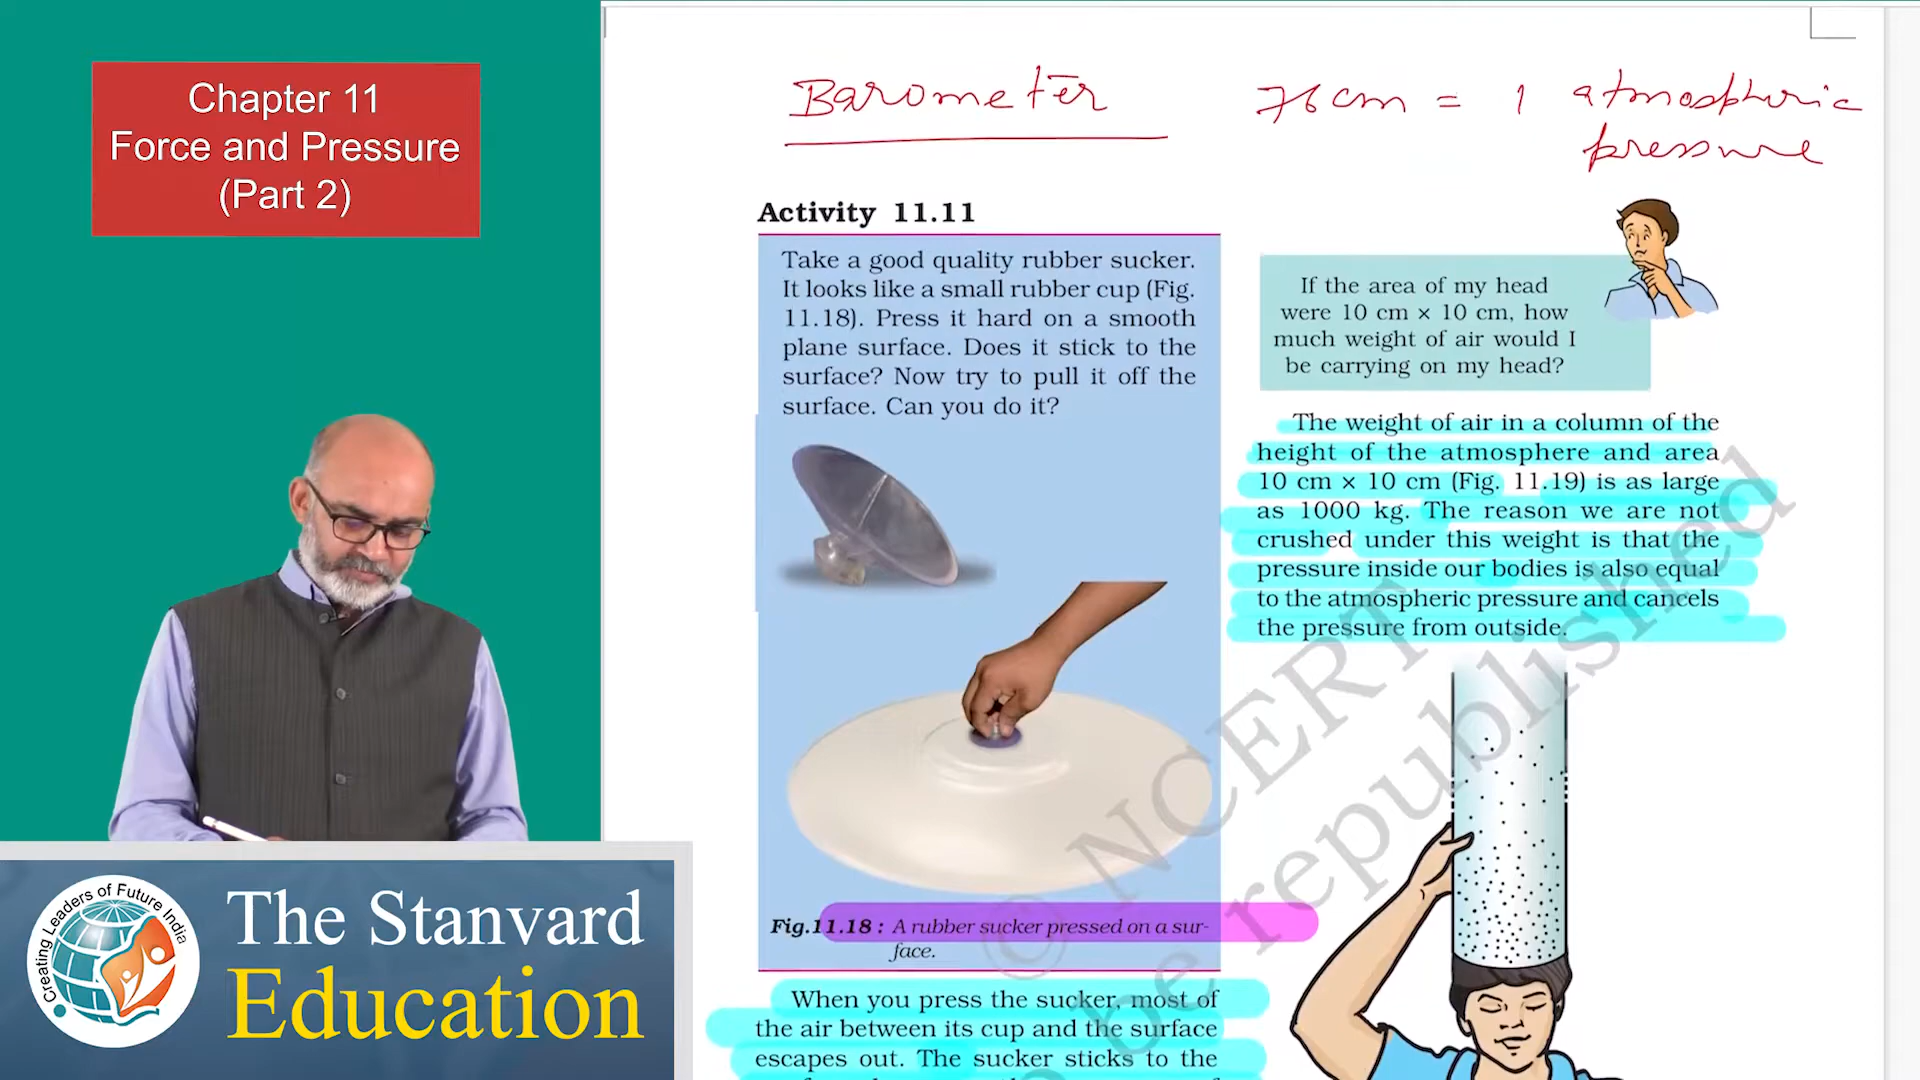 Chapter 11
Force and Pressure
(Part 2)
Barometer
76 cm = 1 atmospheric
pressure
Activity 11.11
Take a good quality rubber sucker.
It looks like a small rubber cup (Fig.
11.18). Press it hard on a smooth
plane surface. Does it stick to the
surface? Now try to pull it off the
surface. Can you do it?
Fig.11.18 : A rubber sucker pressed on a sur-
face.
When you press the sucker, most of
the air between its cup and the surface
escapes out. The sucker sticks to the
If the area of my head
were 10 cm × 10 cm, how
much weight of air would I
be carrying on my head?
The weight of air in a column of the
height of the atmosphere and area
10 cm × 10 cm (Fig. 11.19) is as large
as 1000 kg. The reason we are not
crushed under this weight is that the
pressure inside our bodies is also equal
to the atmospheric pressure and cancels
the pressure from outside.
© NCERT
be republished
Creating Leaders of Future India
The Stanvard
Education